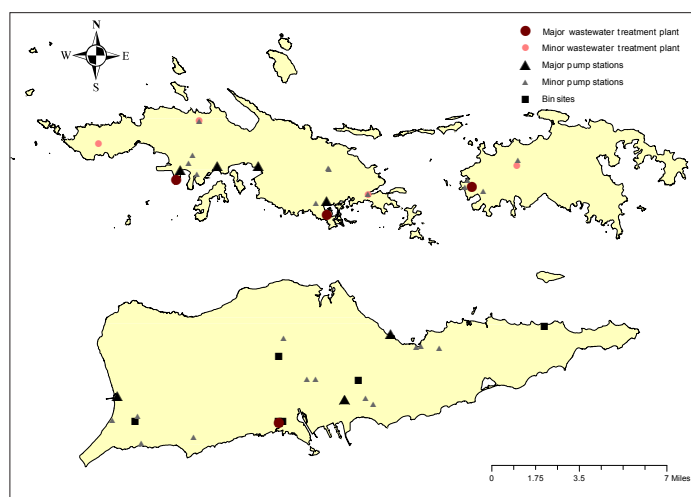 N
W E
S
Major wastewater treatment plant
Minor wastewater treatment plant
Major pump stations
Minor pump stations
Bin sites
0 1.75 3.5 7 Miles